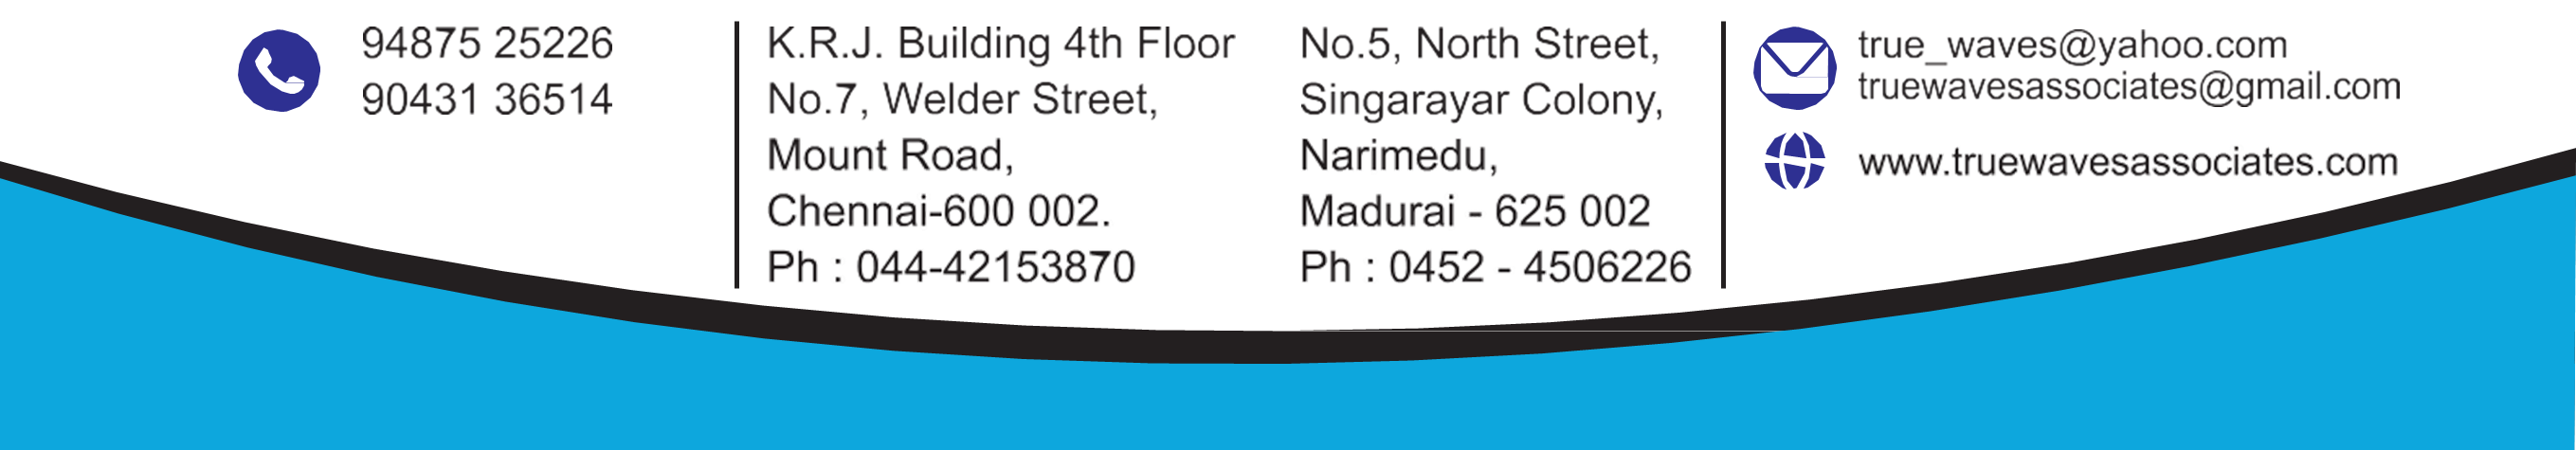 94875 25226
90431 36514
K.R.J. Building 4th Floor
No.7, Welder Street,
Mount Road,
Chennai-600 002.
Ph : 044-42153870
No.5, North Street,
Singarayar Colony,
Narimedu,
Madurai - 625 002
Ph : 0452 - 4506226
true_waves@yahoo.com
truewavesassociates@gmail.com
www.truewavesassociates.com